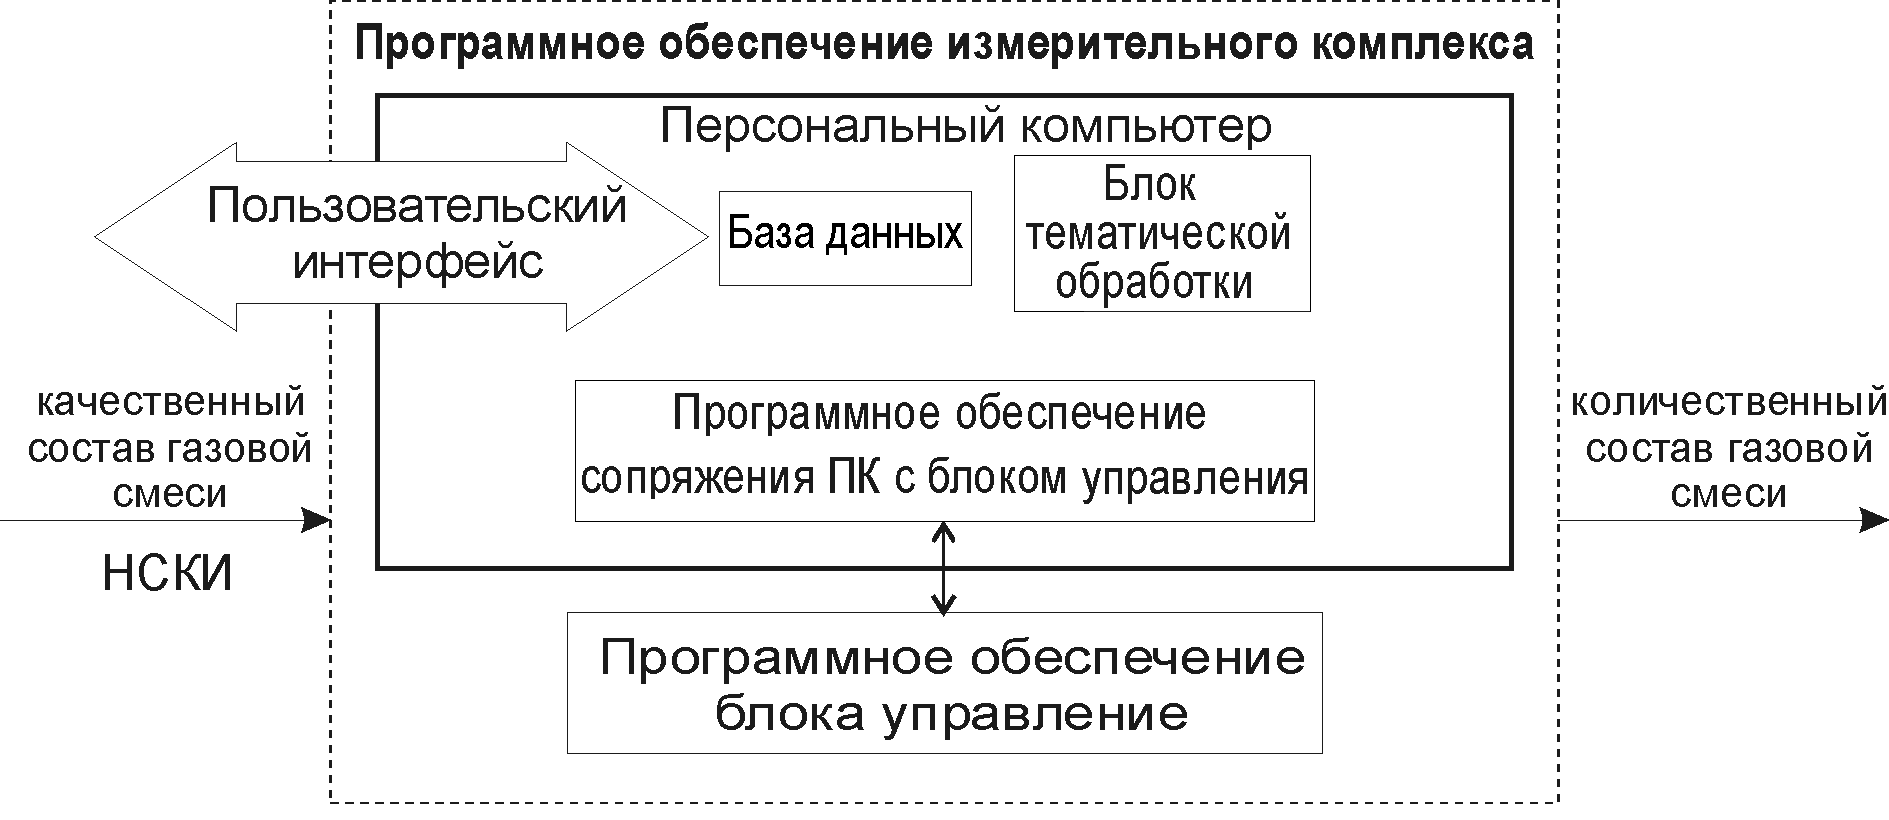 Программное обеспечение измерительного комплекса
Персональный компьютер
Пользовательский
интерфейс
База данных
Блок
тематической
обработки
качественный
состав газовой
смеси
НСКИ
Программное обеспечение
сопряжения ПК с блоком управления
количественный
состав газовой
смеси
Программное обеспечение
блока управление